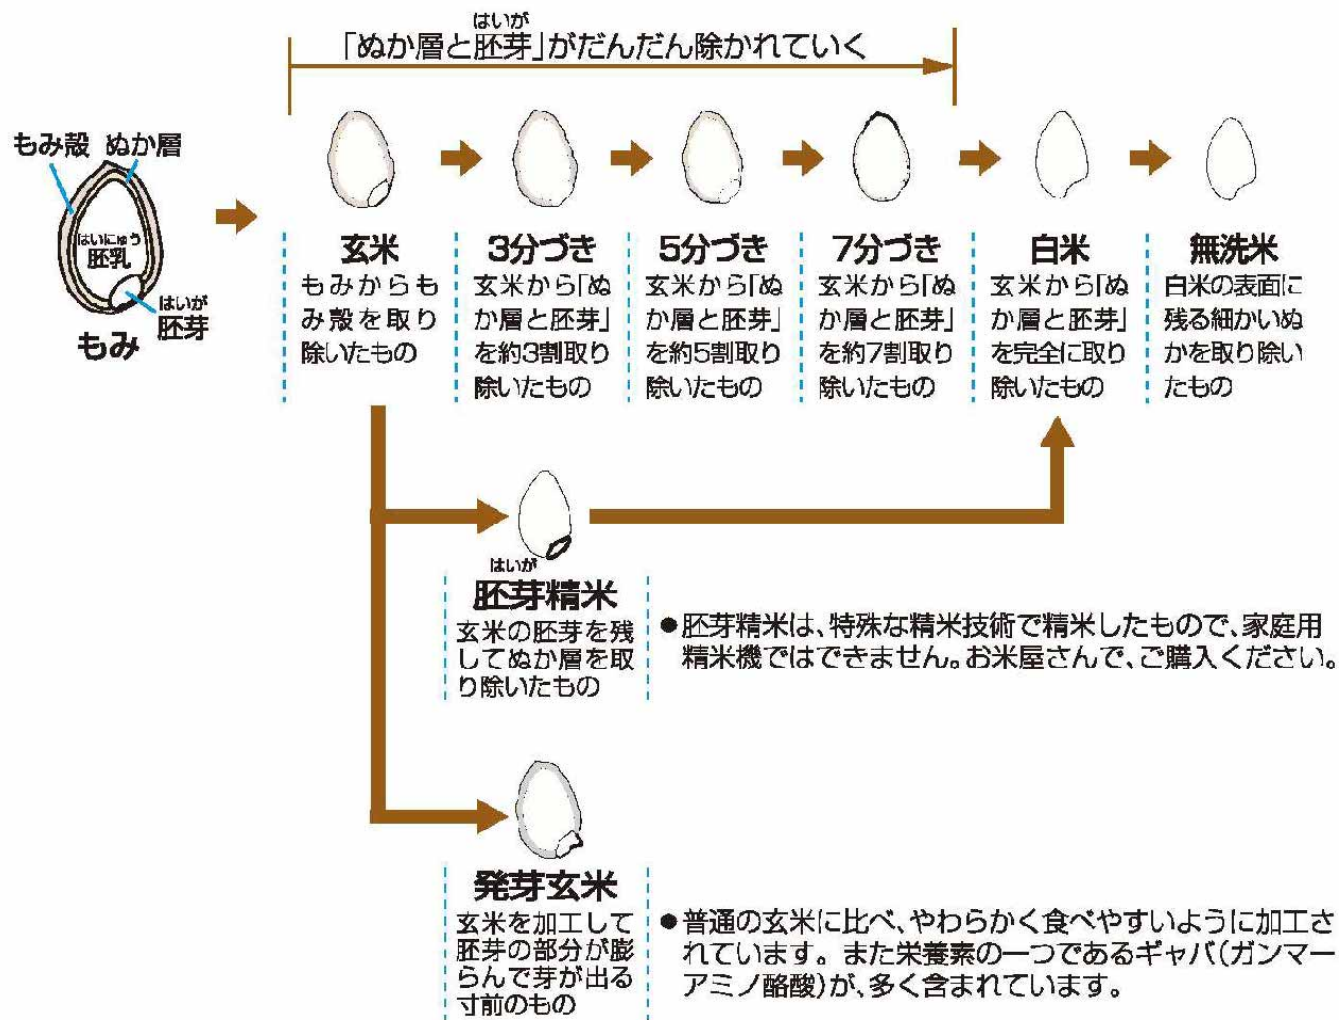 はいが
「ぬか層と胚芽」がだんだん除かれていく
もみ殻 ぬか層
はいにゅう
胚乳
はいが
胚芽
もみ
玄米
もみからも
み殻を取り
除いたもの
3分づき
玄米から「ぬ
か層と胚芽」
を約3割取り
除いたもの
5分づき
玄米から「ぬ
か層と胚芽」
を約5割取り
除いたもの
7分づき
玄米から「ぬ
か層と胚芽」
を約7割取り
除いたもの
白米
玄米から「ぬ
か層と胚芽」
を完全に取り
除いたもの
無洗米
白米の表面に
残る細かいぬ
かを取り除い
たもの
はいが
胚芽精米
玄米の胚芽を残
してぬか層を取
り除いたもの
●胚芽精米は、特殊な精米技術で精米したもので、家庭用
精米機ではできません。お米屋さんで、ご購入ください。
発芽玄米
玄米を加工して
胚芽の部分が膨
らんで芽が出る
寸前のもの
●普通の玄米に比べ、やわらかく食べやすいように加工さ
れています。また栄養素の一つであるギャバ(ガンマー
アミノ酪酸)が、多く含まれています。